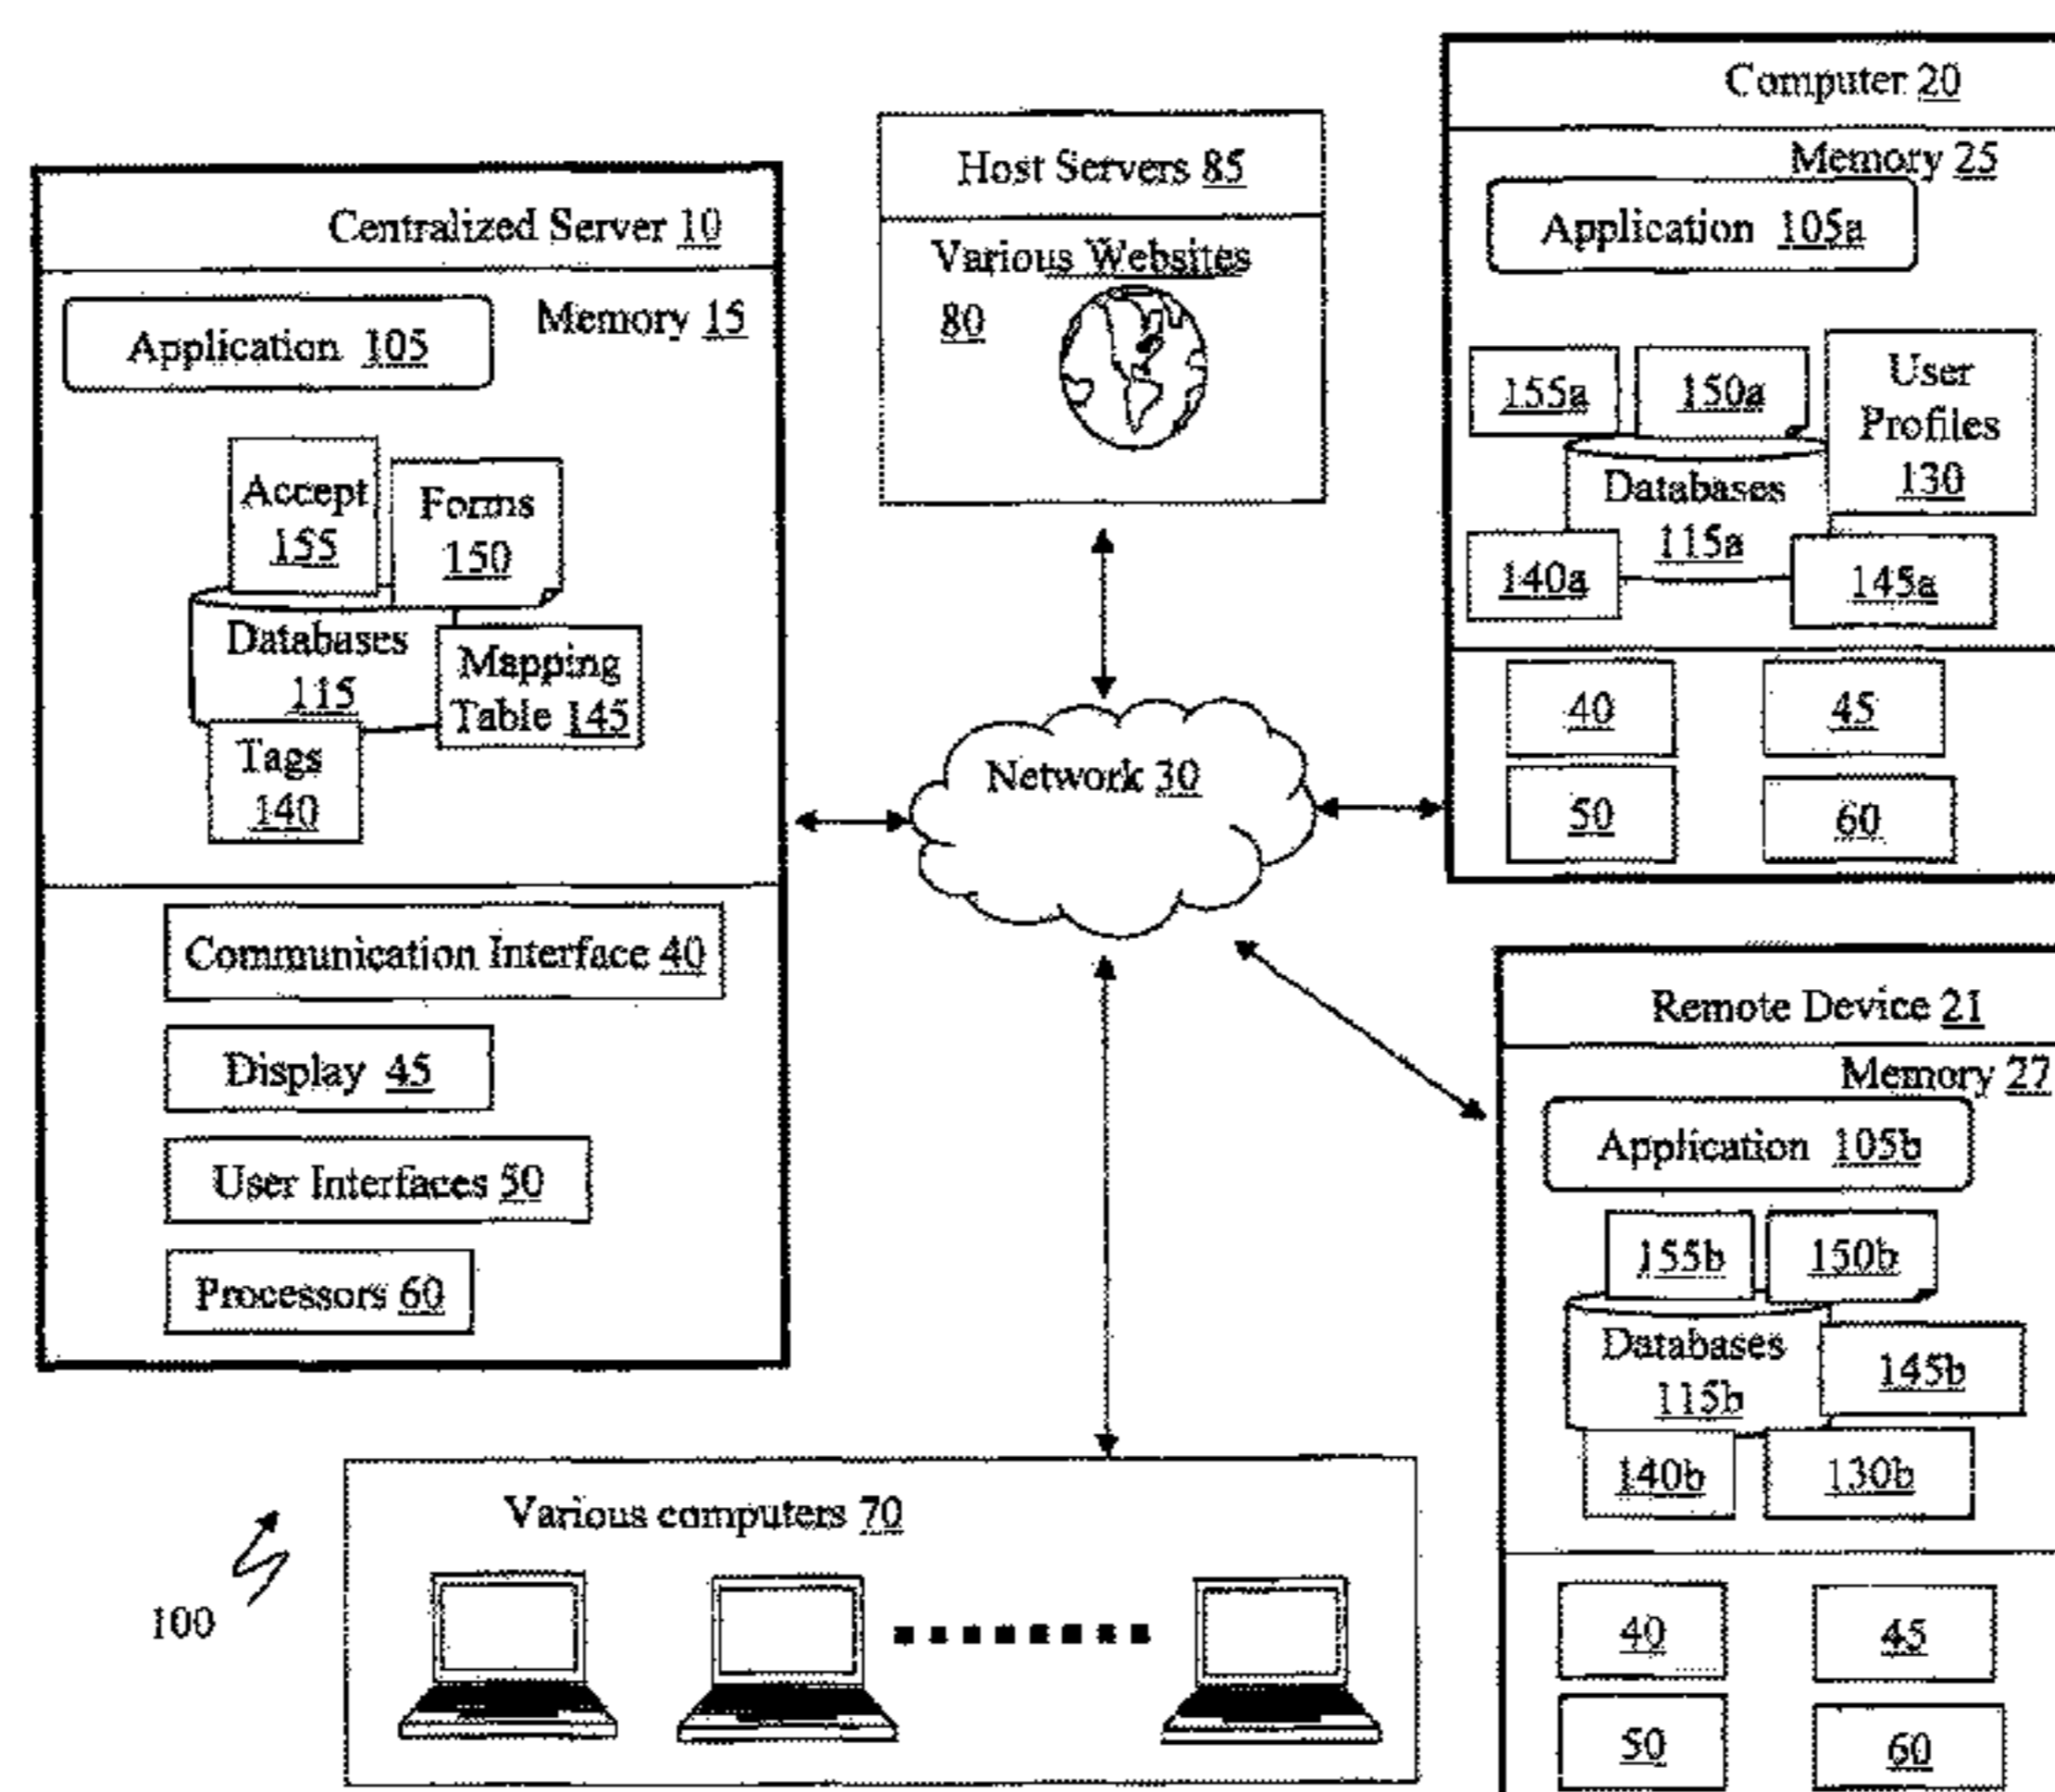 Centralized Server 10
Memory 15
Application 105
Accept
155
Forms
150
Databases
115
Mapping
Table 145
Tags
140
Communication Interface 40
Display 45
User Interfaces 50
Processors 60
Host Servers 85
Various Websites
80
Network 30
Computer 20
Memory 25
Application 105a
155a
150a
User
Profiles
130
Databases
115a
140a
145a
40
45
50
60
Remote Device 21
Memory 27
Application 105b
155b
150b
Databases
115b
145b
140b
130b
40
45
50
60
Various computers 70
100